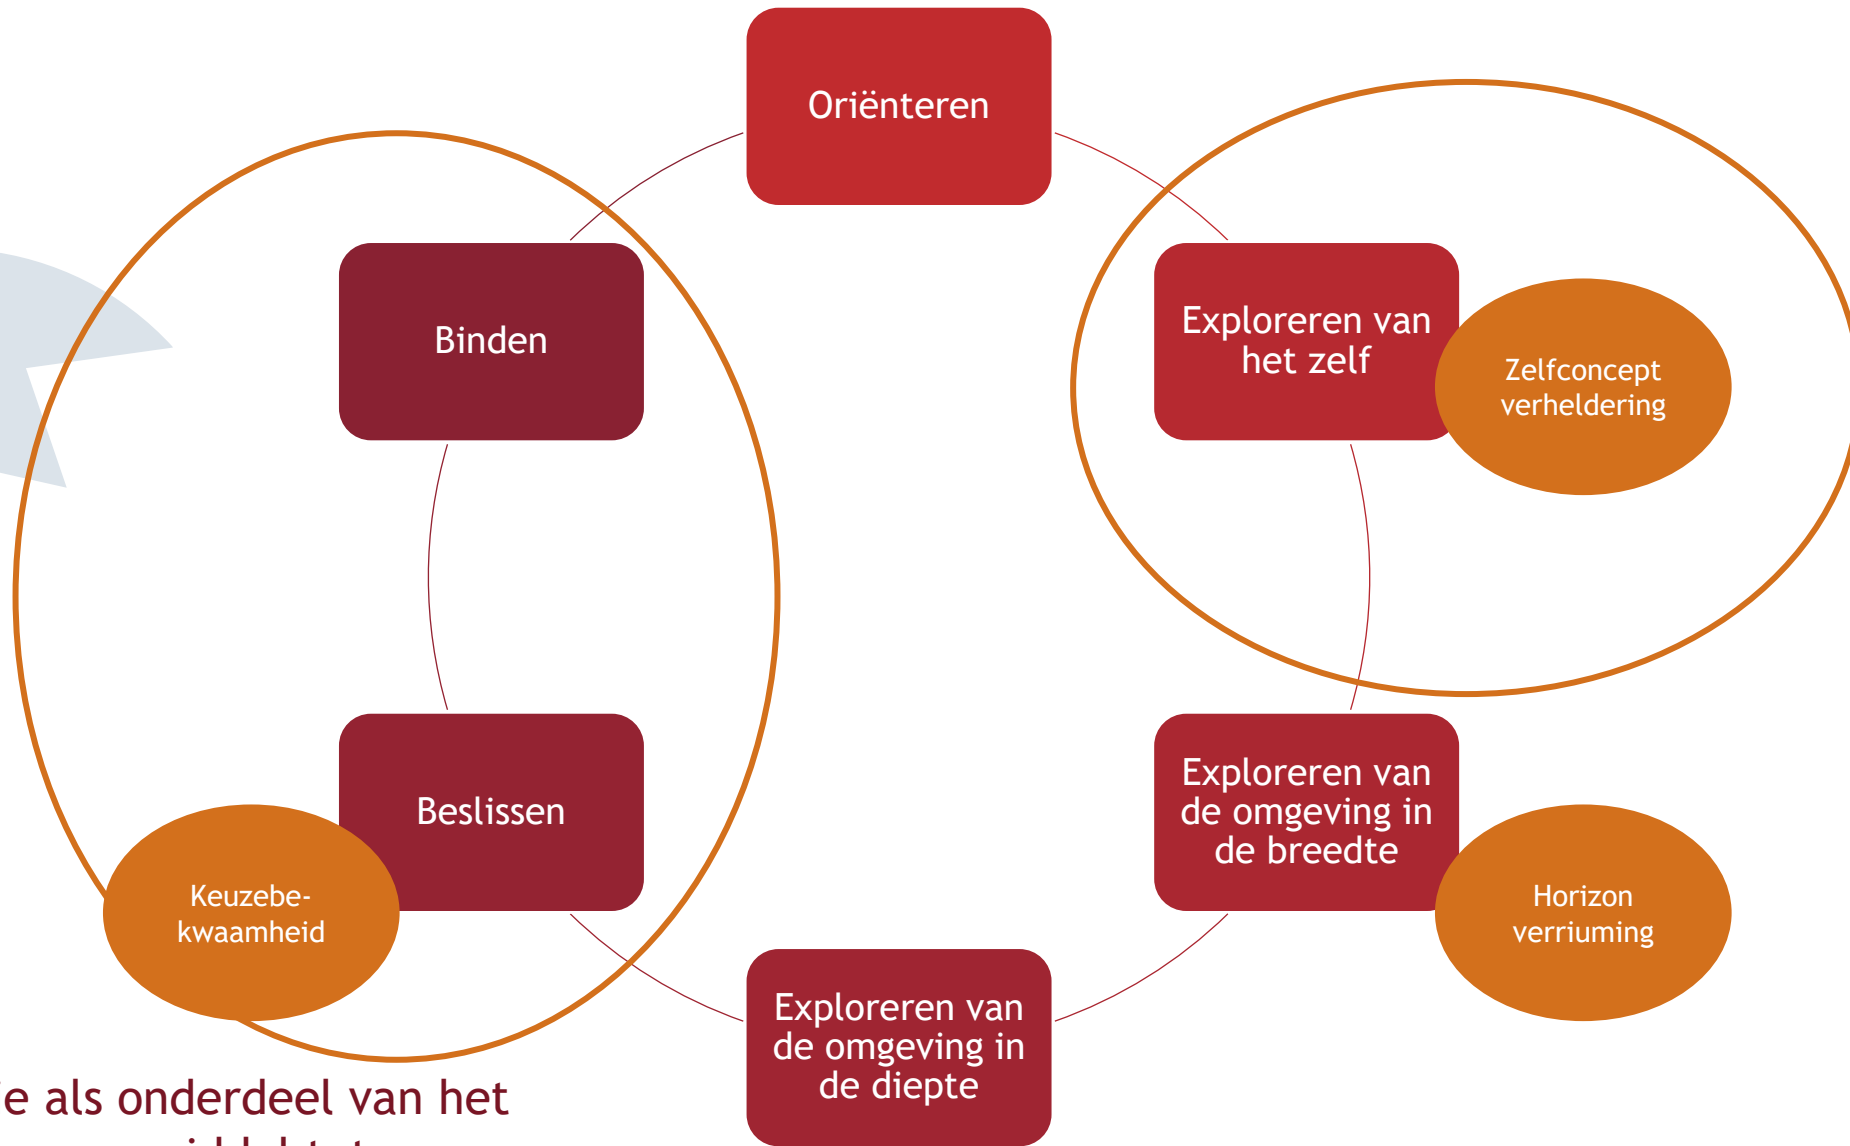 Oriënteren
Binden
Exploreren van
het zelf
Zelfconcept
verheldering
Beslissen
Keuzebe-
kwaamheid
Exploreren van
de omgeving in
de breedte
Horizon
verriuming
Exploreren van
de omgeving in
de diepte
als onderdeel van het